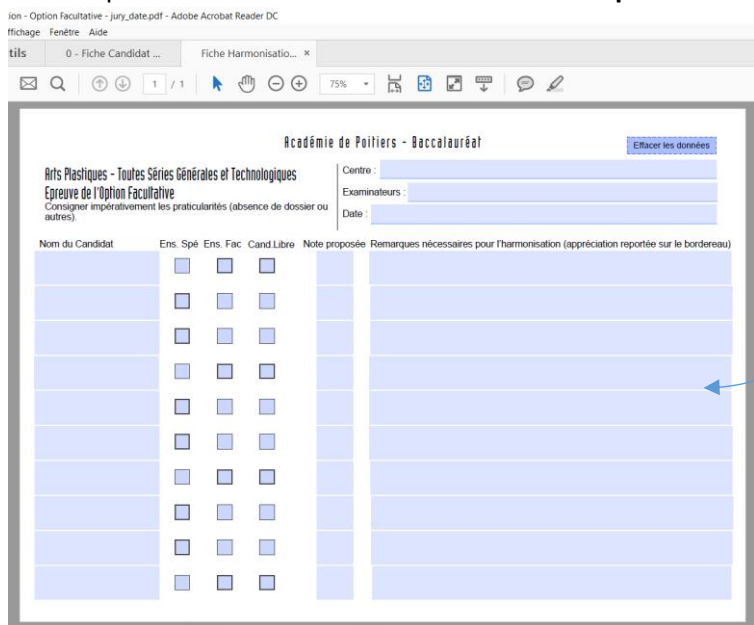 ion - Option Facultative - jury_date.pdf - Adobe Acrobat Reader DC
ffichage Fenêtre Aide
tils 0 - Fiche Candidat ... Fiche Harmonisatio... ×
1 / 1 75%
Académie de Poitiers - Baccalauréat
Effacer les données
Arts Plastiques - Toutes Séries Générales et Technologiques
Epreuve de l'Option Facultative
Consigner impérativement les praticularités (absence de dossier ou
autres).
Centre :
Examinateurs :
Date :
Nom du Candidat Ens. Spé Ens. Fac Cand.Libre Note proposée Remarques nécessaires pour l'harmonisation (appréciation reportée sur le bordereau)